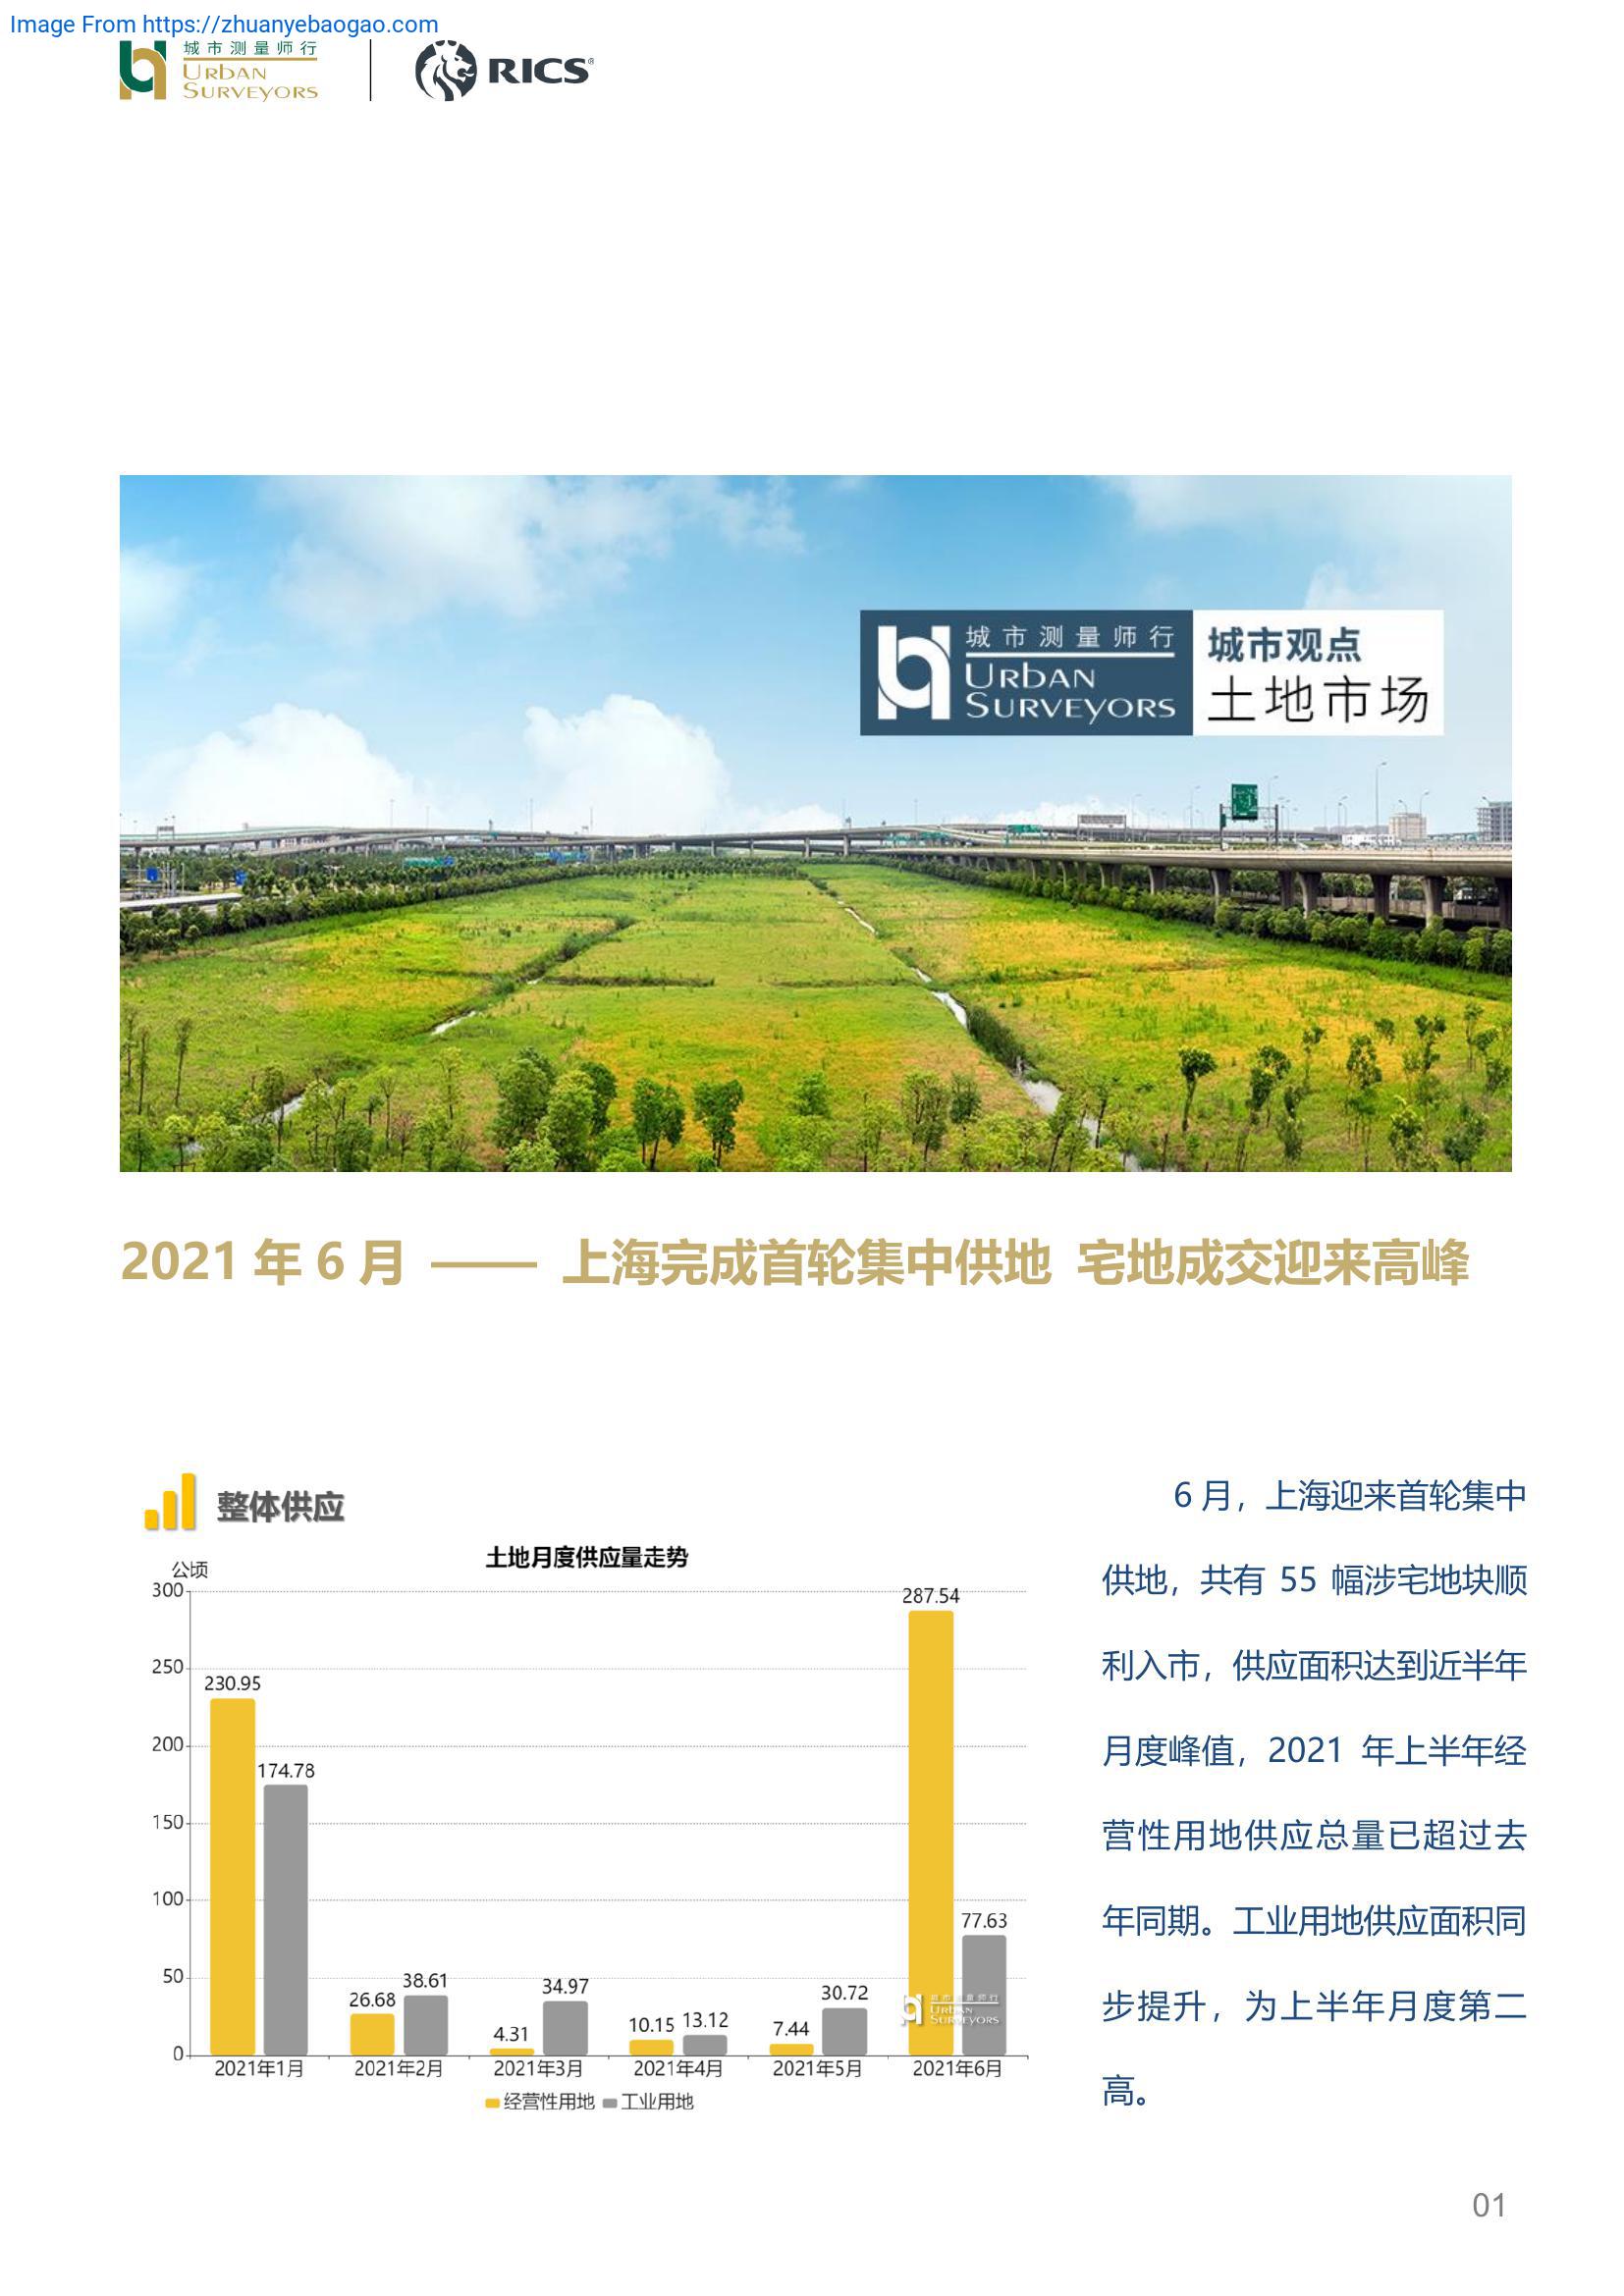 Image From https://zhuanyebaogao.com
城市测量师行
URBAN
SURVEYORS
RICS®
城市测量师行
URBAN
SURVEYORS
城市观点
土地市场
2021 年 6 月 —— 上海完成首轮集中供地 宅地成交迎来高峰
整体供应
土地月度供应量走势
公顷
300
250
200
150
100
50
0
230.95
174.78
26.68
38.61
4.31
34.97
10.15
13.12
7.44
30.72
287.54
77.63
城市测量师行
URBAN
SURVEYORS
2021年1月
2021年2月
2021年3月
2021年4月
2021年5月
2021年6月
经营性用地
工业用地
6 月，上海迎来首轮集中
供地，共有 55 幅涉宅地块顺
利入市，供应面积达到近半年
月度峰值，2021 年上半年经
营性用地供应总量已超过去
年同期。工业用地供应面积同
步提升，为上半年月度第二
高。
01